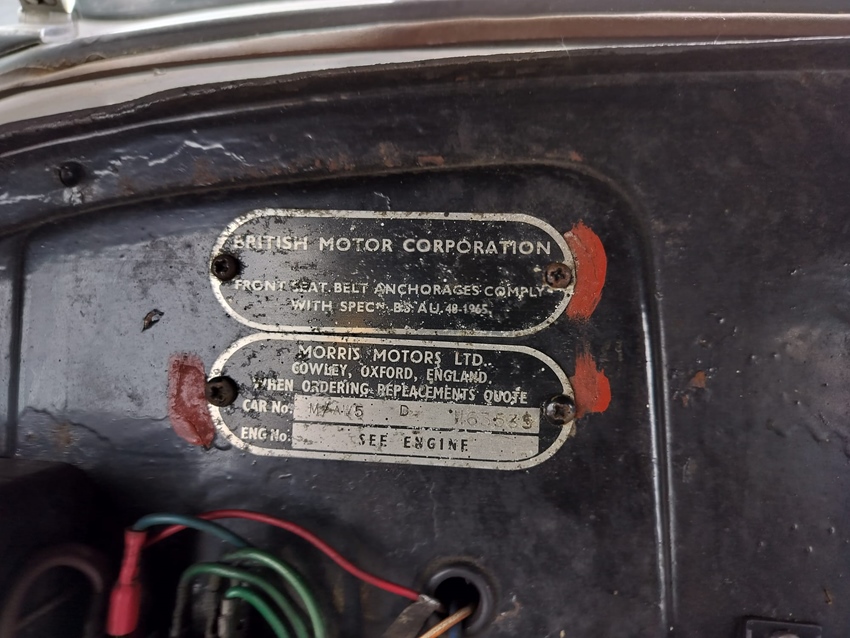 BRITISH MOTOR CORPORATION
FRONT SEAT BELT ANCHORAGES COMPLY
WITH SPECN. BS AU. 48-1965.
MORRIS MOTORS LTD.
COWLEY, OXFORD, ENGLAND.
WHEN ORDERING REPLACEMENTS QUOTE
CAR No. D
ENG No. SEE ENGINE